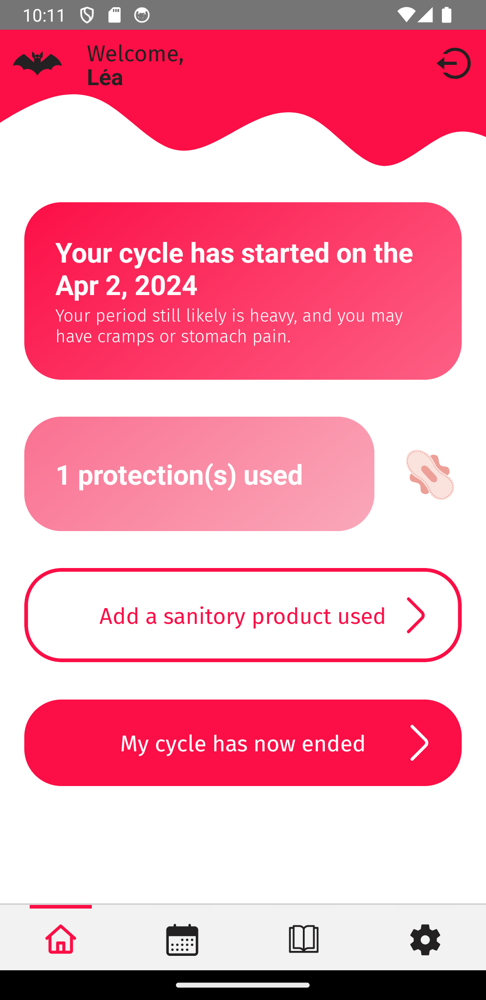 10:11
Welcome,
Léa
Your cycle has started on the
Apr 2, 2024
Your period still likely is heavy, and you may
have cramps or stomach pain.
1 protection(s) used
Add a sanitory product used
My cycle has now ended